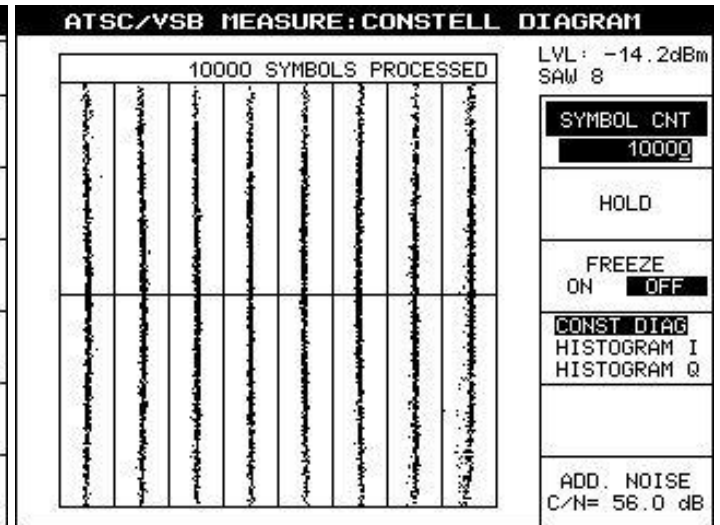 ATSC/VSB MEASURE:CONSTELL DIAGRAM
LVL: -14.2dBm
SAW 8
10000 SYMBOLS PROCESSED
SYMBOL CNT
10000
HOLD
FREEZE
ON OFF
CONST DIAG
HISTOGRAM I
HISTOGRAM Q
ADD. NOISE
C/N= 56.0 dB